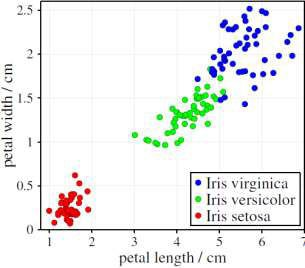 2.5
2
1.5
1
0.5
0
1
2
3
4
5
6
7
petal width / cm
petal length / cm
Iris virginica
Iris versicolor
Iris setosa